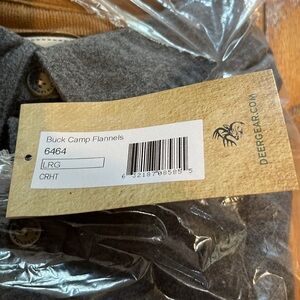 Buck Camp Flannels
6464
LRG
CRHT
DEERGEAR.COM